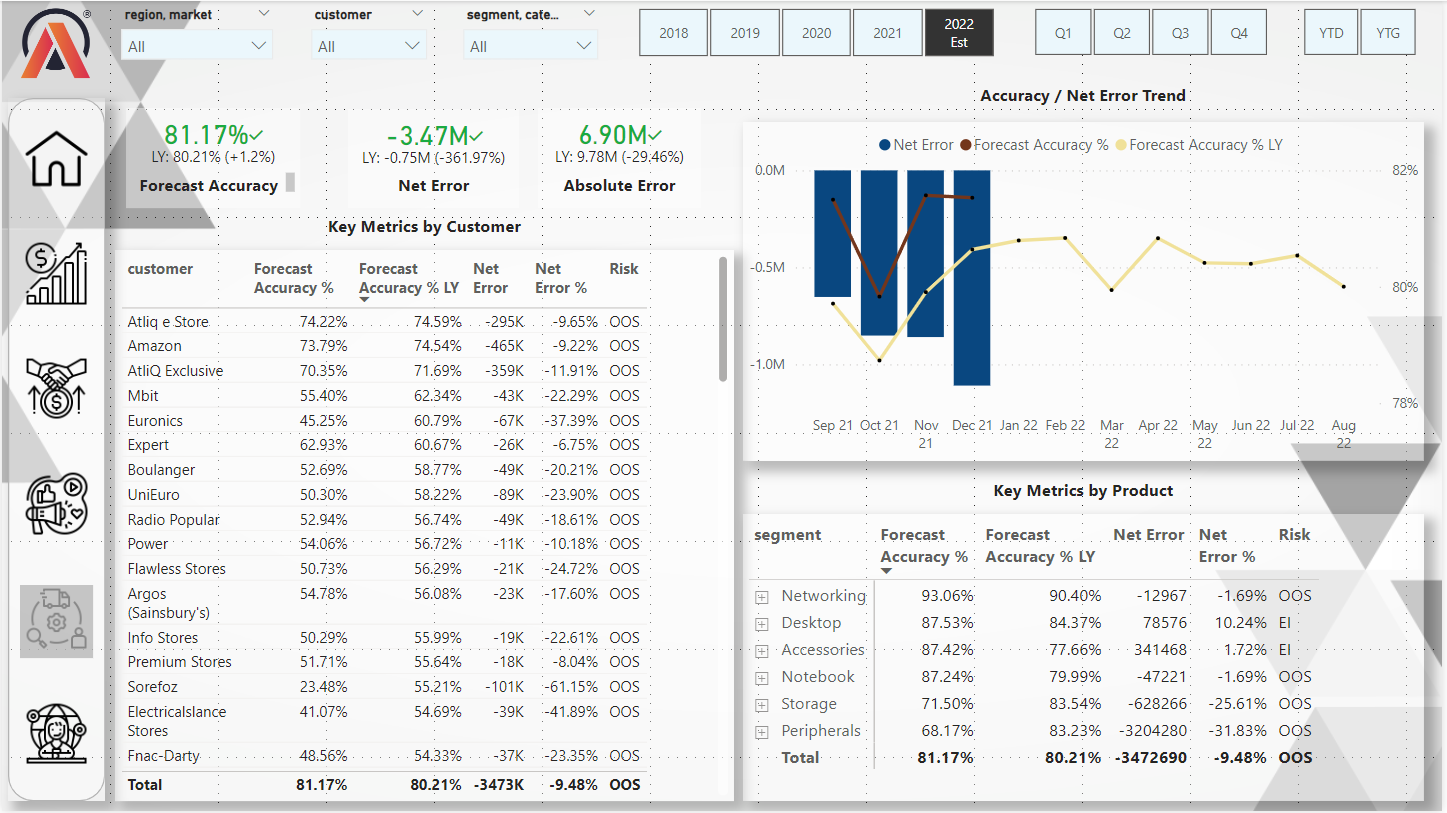 ®
region, market
customer
segment, cate...
All
All
All
2018
2019
2020
2021
2022
Est
Q1
Q2
Q3
Q4
YTD
YTG
81.17%✓
LY: 80.21% (+1.2%)
Forecast Accuracy
-3.47M✓
LY: -0.75M (-361.97%)
Net Error
6.90M✓
LY: 9.78M (-29.46%)
Absolute Error
Key Metrics by Customer
customer Forecast Accuracy % Forecast Accuracy % LY Net Error Net Error % Risk
Atliq e Store 74.22% 74.59% -295K -9.65% OOS
Amazon 73.79% 74.54% -465K -9.22% OOS
AtliQ Exclusive 70.35% 71.69% -359K -11.91% OOS
Mbit 55.40% 62.34% -43K -22.29% OOS
Euronics 45.25% 60.79% -67K -37.39% OOS
Expert 62.93% 60.67% -26K -6.75% OOS
Boulanger 52.69% 58.77% -49K -20.21% OOS
UniEuro 50.30% 58.22% -89K -23.90% OOS
Radio Popular 52.94% 56.74% -49K -18.61% OOS
Power 54.06% 56.72% -11K -10.18% OOS
Flawless Stores 50.73% 56.29% -21K -24.72% OOS
Argos 54.78% 56.08% -23K -17.60% OOS
(Sainsbury's)
Info Stores 50.29% 55.99% -19K -22.61% OOS
Premium Stores 51.71% 55.64% -18K -8.04% OOS
Sorefoz 23.48% 55.21% -101K -61.15% OOS
Electricalslance 41.07% 54.69% -39K -41.89% OOS
Stores
Fnac-Darty 48.56% 54.33% -37K -23.35% OOS
Total 81.17% 80.21% -3473K -9.48% OOS
Accuracy / Net Error Trend
Net Error Forecast Accuracy % Forecast Accuracy % LY
0.0M
-0.5M
-1.0M
82%
80%
78%
Sep 21 Oct 21 Nov 21 Dec 21 Jan 22 Feb 22 Mar 22 Apr 22 May 22 Jun 22 Jul 22 Aug 22
Key Metrics by Product
segment Forecast Accuracy % Forecast Accuracy % LY Net Error Net Error % Risk
Networking 93.06% 90.40% -12967 -1.69% OOS
Desktop 87.53% 84.37% 78576 10.24% EI
Accessories 87.42% 77.66% 341468 1.72% EI
Notebook 87.24% 79.99% -47221 -1.69% OOS
Storage 71.50% 83.54% -628266 -25.61% OOS
Peripherals 68.17% 83.23% -3204280 -31.83% OOS
Total 81.17% 80.21% -3472690 -9.48% OOS